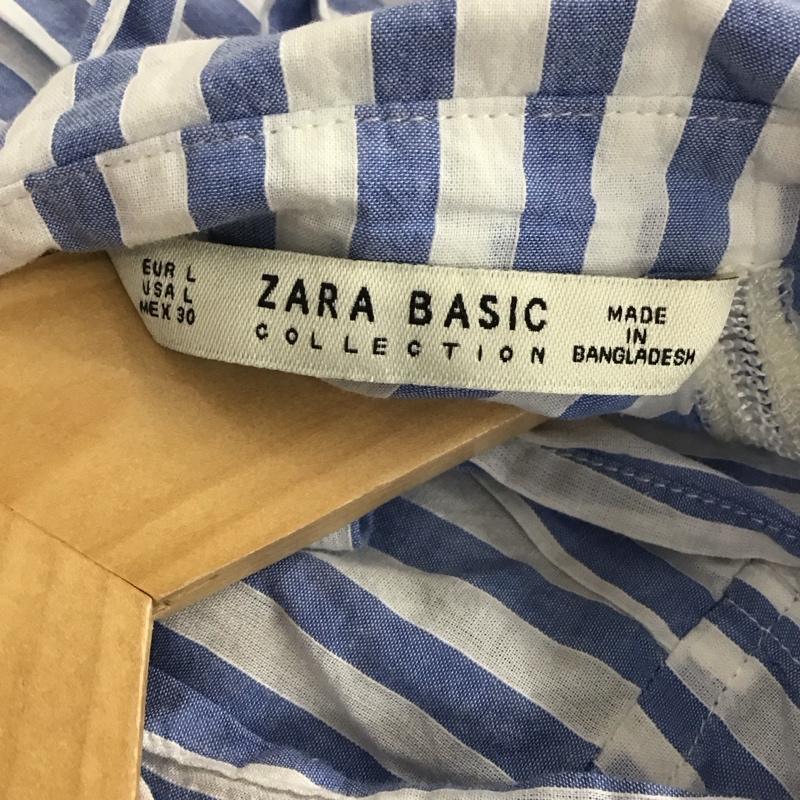 EUR L
USA L
MEX 30
ZARA BASIC
COLLECTION
MADE
IN
BANGLADESH